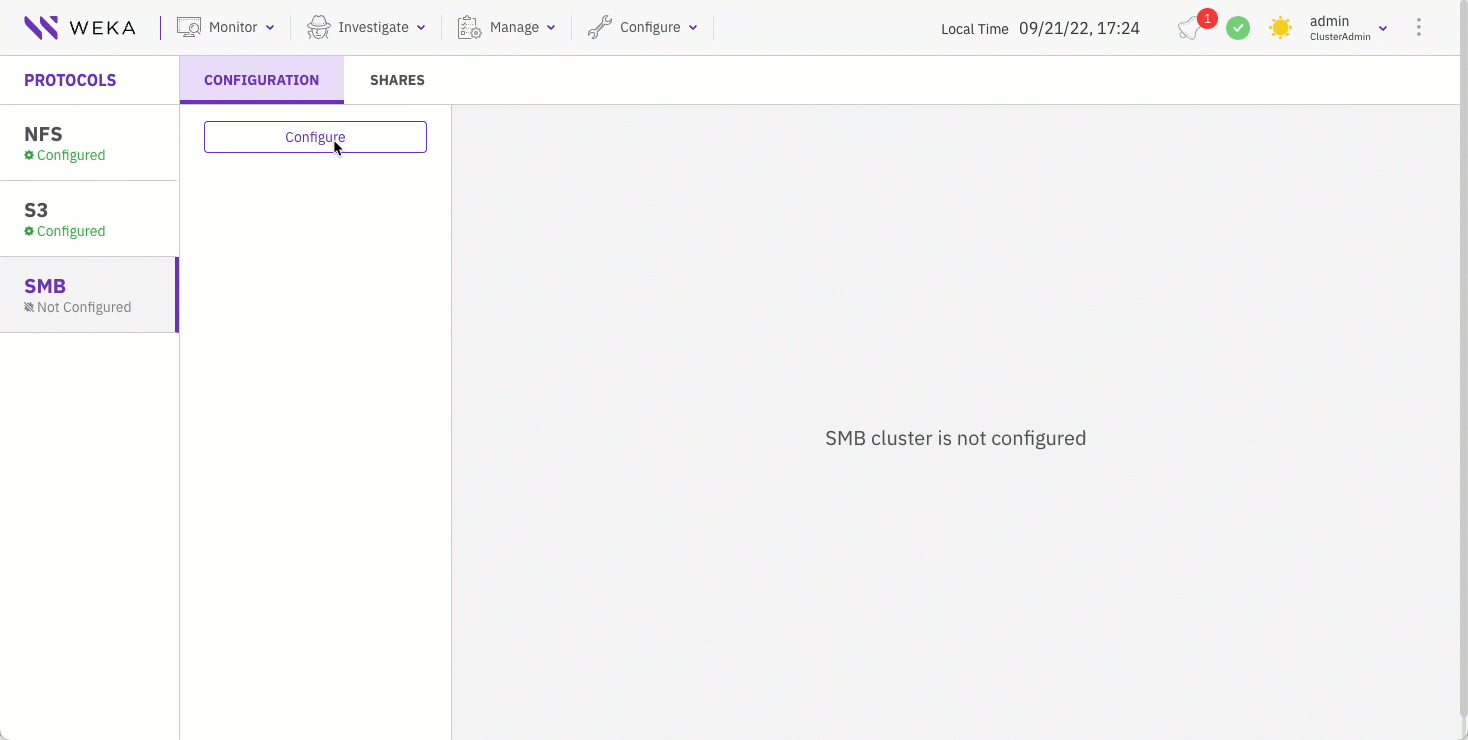 WEKA
Monitor
Investigate
Manage
Configure
Local Time 09/21/22, 17:24
1
admin
ClusterAdmin
PROTOCOLS
CONFIGURATION
SHARES
NFS
Configured
S3
Configured
SMB
Not Configured
Configure
SMB cluster is not configured